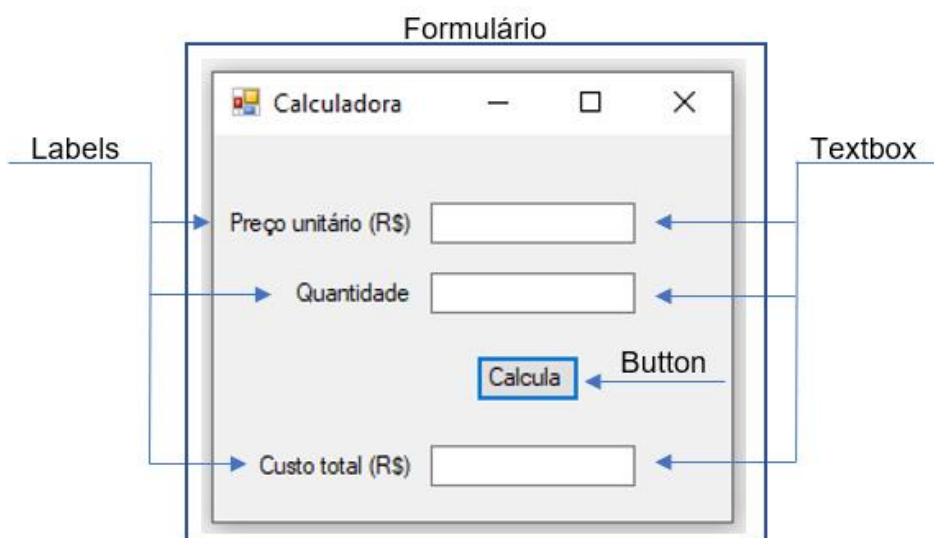 Formulário
Calculadora
Labels
Textbox
Preço unitário (R$)
Quantidade
Calcula
Button
Custo total (R$)